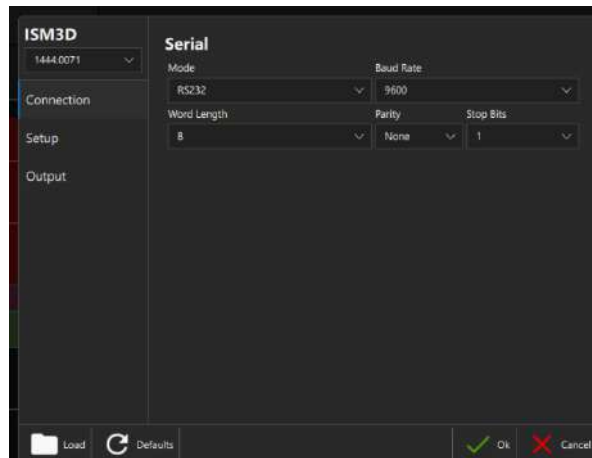 ISM3D
1444.0071
Connection
Setup
Output
Serial
Mode Baud Rate
RS232 9600
Word Length Parity Stop Bits
8 None 1
Load Defaults Ok Cancel